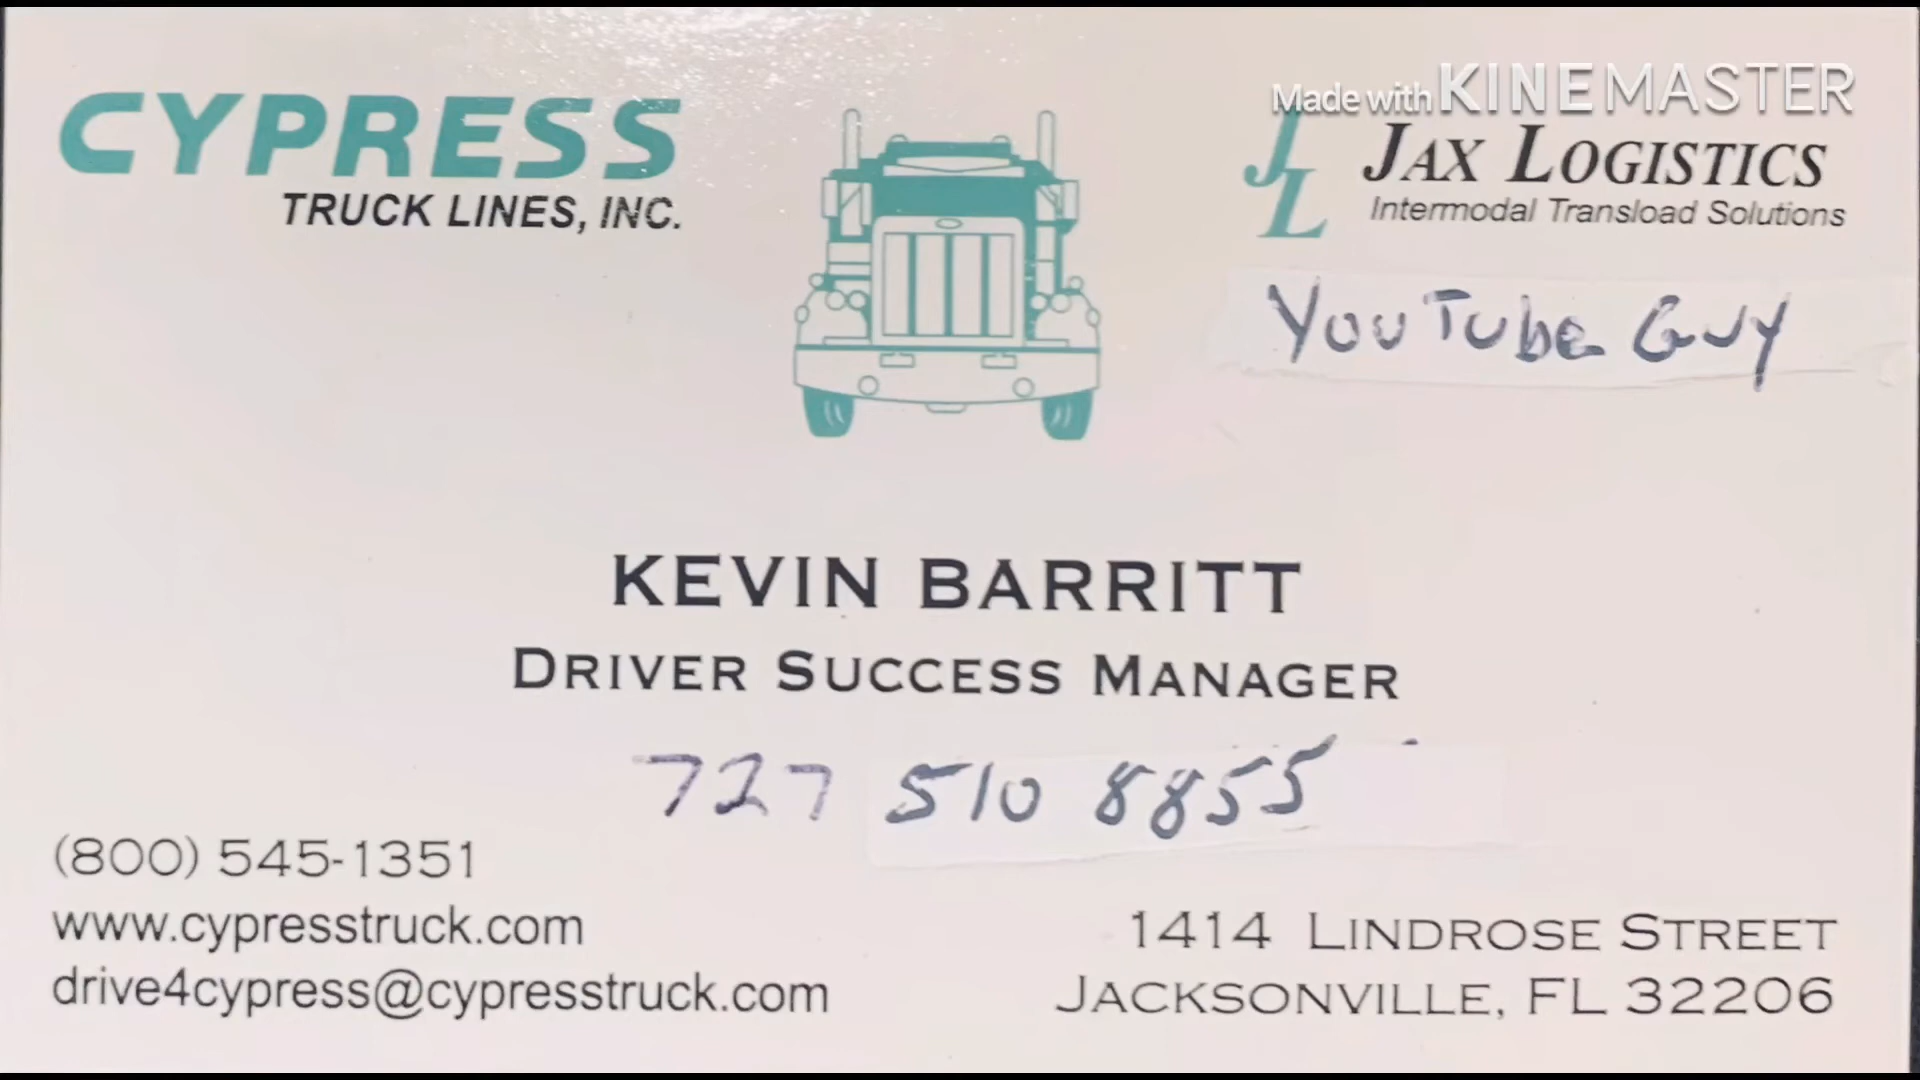 Made with KINEMASTER
CYPRESS
TRUCK LINES, INC.
JL
JAX LOGISTICS
Intermodal Transload Solutions
YouTube Guy
KEVIN BARRITT
DRIVER SUCCESS MANAGER
727 510 8855
(800) 545-1351
www.cypresstruck.com
drive4cypress@cypresstruck.com
1414 LINDROSE STREET
JACKSONVILLE, FL 32206